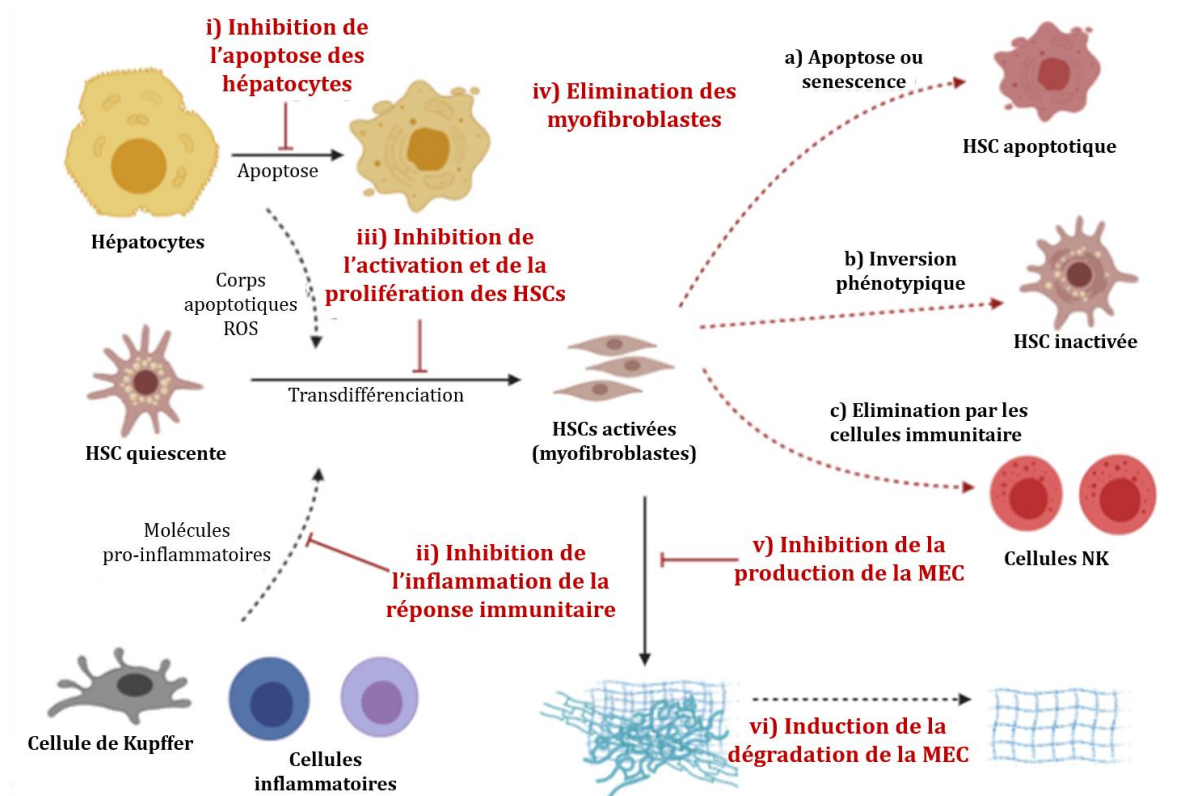 i) Inhibition de
l'apoptose des
hépatocytes
Apoptose
Hépatocytes
iv) Elimination des
myofibroblastes
a) Apoptose ou
senescence
HSC apoptotique
Corps
apoptotiques
ROS
iii) Inhibition de
l'activation et de la
prolifération des HSCs
b) Inversion
phénotypique
HSC inactivée
HSC quiescente
Transdifférenciation
HSCs activées
(myofibroblastes)
c) Elimination par les
cellules immunitaire
Cellules NK
Molécules
pro-inflammatoires
ii) Inhibition de
l'inflammation de la
réponse immunitaire
v) Inhibition de la
production de la MEC
Cellule de Kupffer
Cellules
inflammatoires
vi) Induction de la
dégradation de la MEC